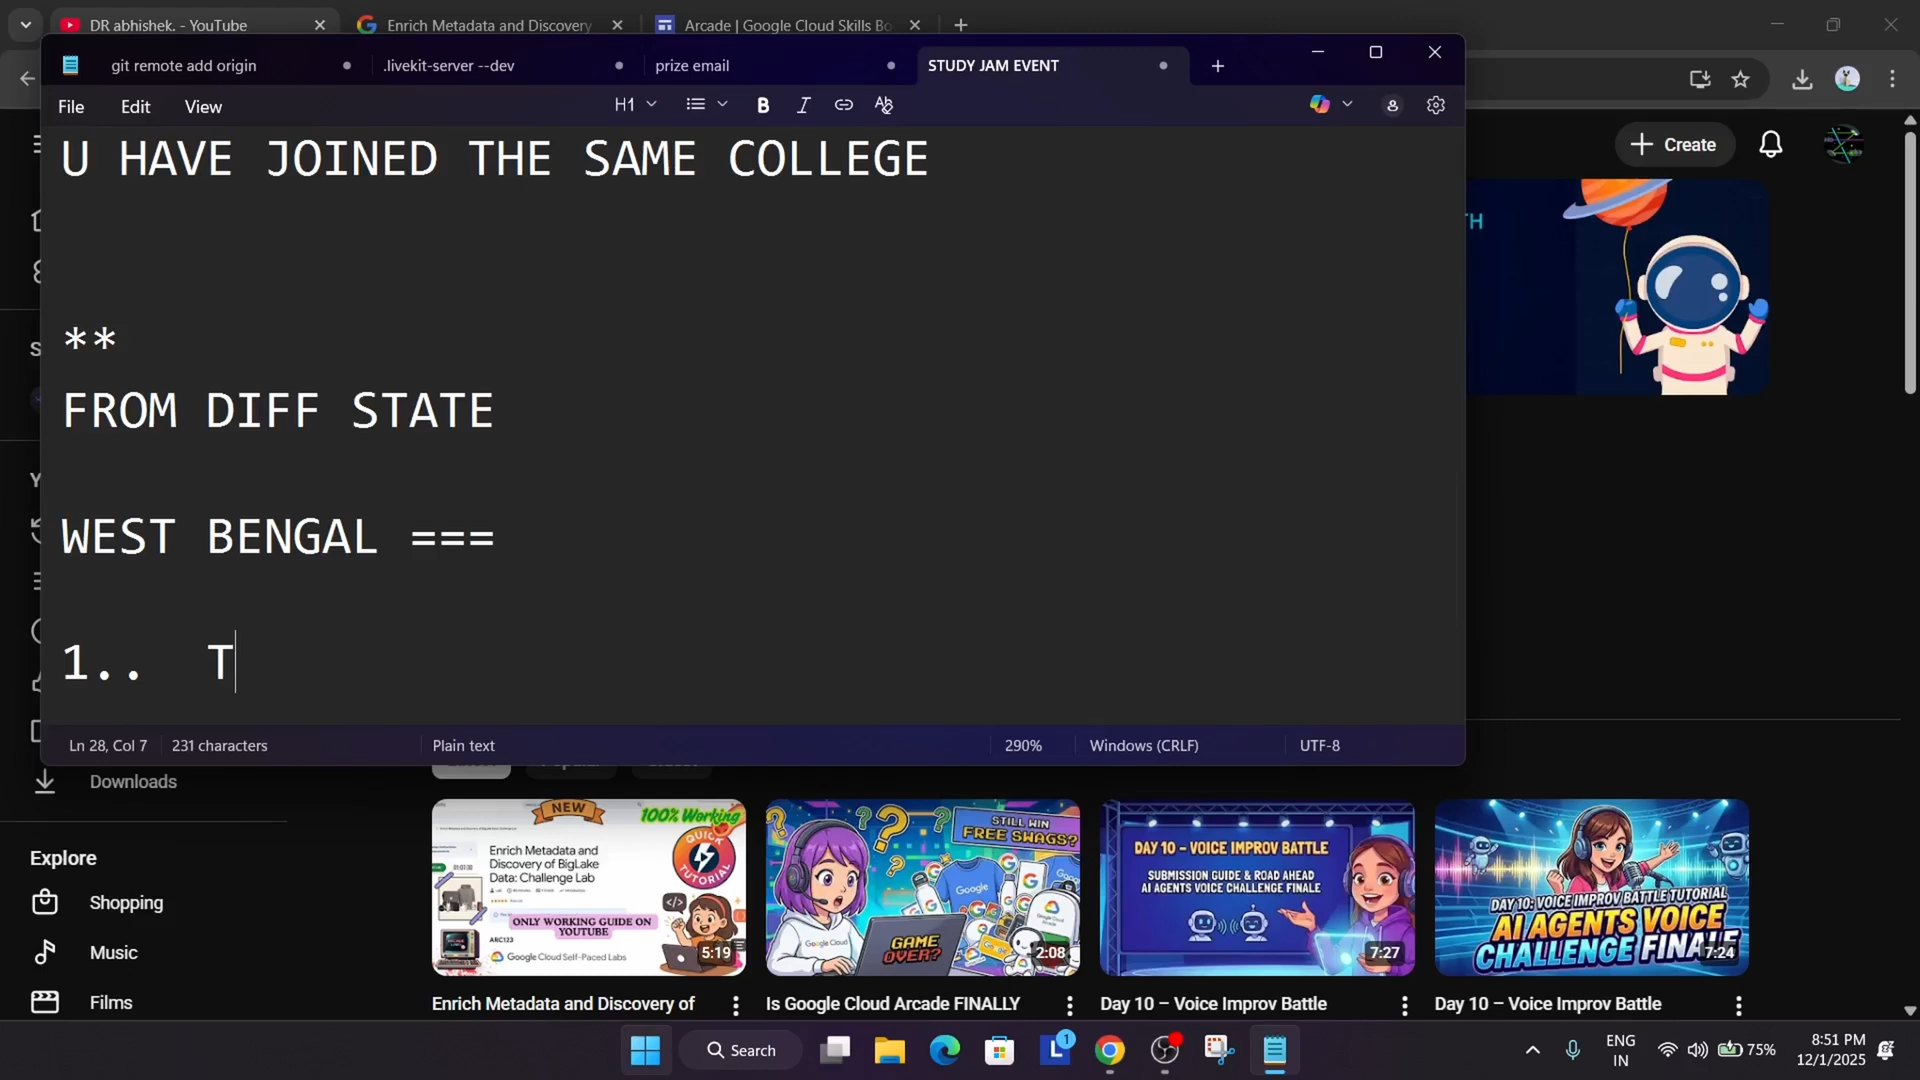 DR abhishek. - YouTube
Enrich Metadata and Discovery
Arcade | Google Cloud Skills Bo
git remote add origin
.livekit-server --dev
prize email
STUDY JAM EVENT
File
Edit
View
H1
Create
U HAVE JOINED THE SAME COLLEGE
**
FROM DIFF STATE
WEST BENGAL ===
1..  T
Ln 28, Col 7
231 characters
Plain text
290%
Windows (CRLF)
UTF-8
Downloads
Explore
Shopping
Music
Films
NEW
100% Working
Enrich Metadata and
Discovery of BigLake
Data: Challenge Lab
QUICK
TUTORIAL
ONLY WORKING GUIDE ON
YOUTUBE
ARC123
Google Cloud Self-Paced Labs
5:19
STILL WIN
FREE SWAGS?
Google
Google Cloud
GAME
OVER?
2:08
DAY 10 - VOICE IMPROV BATTLE
SUBMISSION GUIDE & ROAD AHEAD
AI AGENTS VOICE CHALLENGE FINALE
7:27
DAY 10: VOICE IMPROV BATTLE TUTORIAL
AI AGENTS VOICE
CHALLENGE FINALE
7:24
Enrich Metadata and Discovery of
Is Google Cloud Arcade FINALLY
Day 10 – Voice Improv Battle
Day 10 – Voice Improv Battle
Search
1
ENG
IN
75%
8:51 PM
12/1/2025